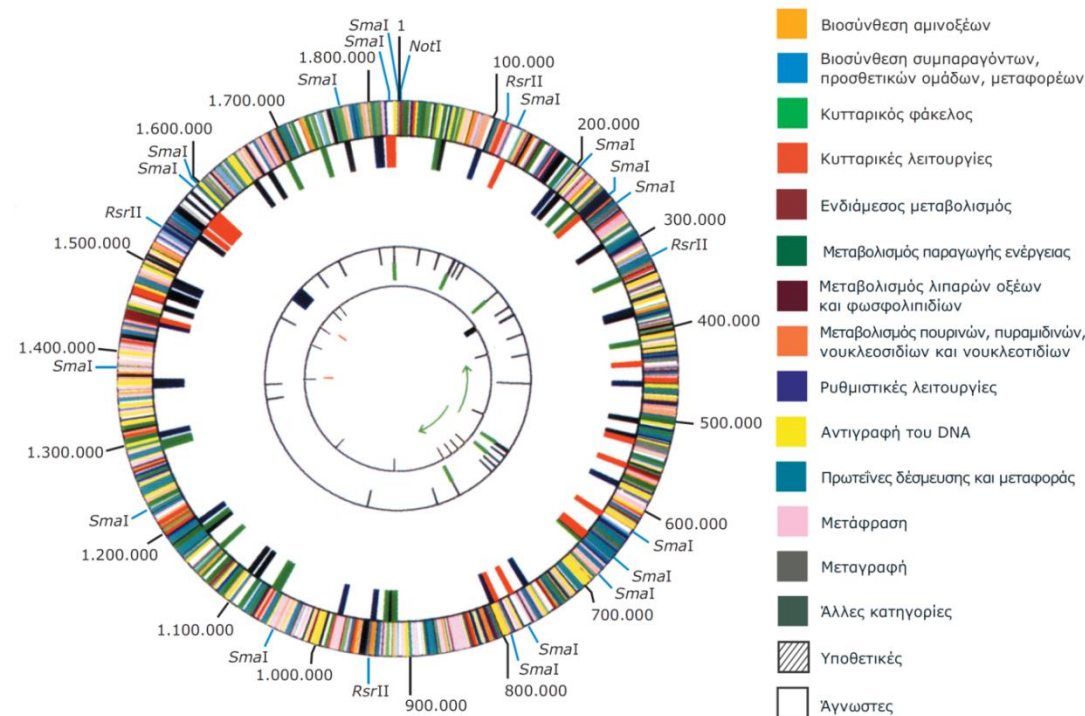 SmaI
1
SmaI
NotI
1.800.000
100.000
RsrII
SmaI
SmaI
1.700.000
200.000
SmaI
1.600.000
SmaI
SmaI
SmaI
SmaI
RsrII
300.000
1.500.000
RsrII
400.000
1.400.000
SmaI
500.000
1.300.000
SmaI
600.000
SmaI
1.200.000
SmaI
SmaI
700.000
1.100.000
SmaI
SmaI
1.000.000
SmaI
800.000
RsrII
900.000
Βιοσύνθεση αμινοξέων
Βιοσύνθεση συμπαραγόντων,
προσθετικών ομάδων, μεταφορέων
Κυτταρικός φάκελος
Κυτταρικές λειτουργίες
Ενδιάμεσος μεταβολισμός
Μεταβολισμός παραγωγής ενέργειας
Μεταβολισμός λιπαρών οξέων
και φωσφολιπιδίων
Μεταβολισμός πουρινών, πυραμιδινών,
νουκλεοσιδίων και νουκλεοτιδίων
Ρυθμιστικές λειτουργίες
Αντιγραφή του DNA
Πρωτεΐνες δέσμευσης και μεταφοράς
Μετάφραση
Μεταγραφή
Άλλες κατηγορίες
Υποθετικές
Άγνωστες